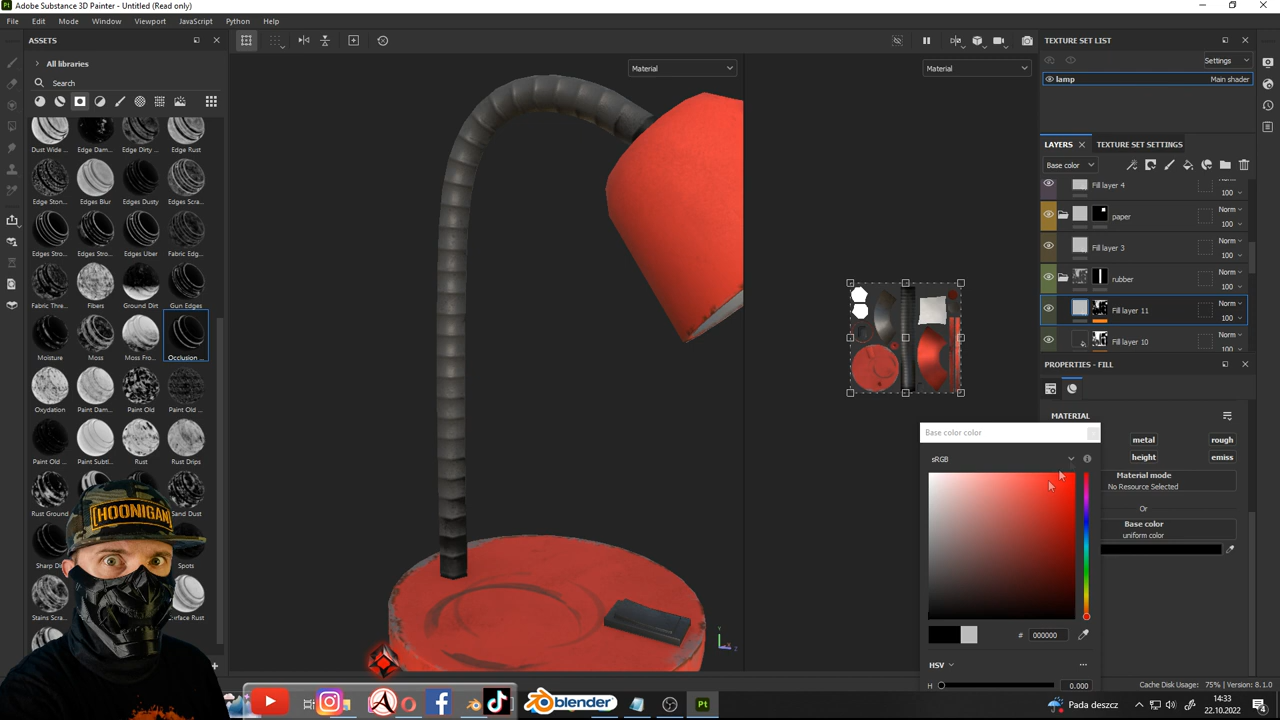 Pt Adobe Substance 3D Painter - Untitled (Read only)
File Edit Mode Window Viewport JavaScript Python Help
ASSETS
All libraries
Search
Dust Wide ... Edge Dam... Edge Dirty ... Edge Rust
Edge Ston... Edges Blur Edges Dusty Edges Scra...
Edges Stro... Edges Stro... Edges Uber Fabric Edg...
Fabric Thre... Fibers Ground Dirt Gun Edges
Moisture Moss Moss Fro... Occlusion ...
Oxydation Paint Dam... Paint Old Paint Old ...
Paint Old ... Paint Subtl... Rust Rust Drips
Rust Ground Sand Dust
Sharp Di Spots
Stains Scra... Surface Rust
HOONIGAN
Material
Material
TEXTURE SET LIST
Settings
lamp Main shader
LAYERS TEXTURE SET SETTINGS
Base color
Fill layer 4 100
paper Norm 100
Fill layer 3 Norm 100
rubber Norm 100
Fill layer 11 Norm 100
Fill layer 10 Norm 100
PROPERTIES - FILL
MATERIAL
metal rough
height emiss
Material mode
No Resource Selected
Or
Base color
uniform color
Base color color
sRGB
# 000000
HSV
H 0.000
Y
Z
blender
Pt
Cache Disk Usage: 75% | Version: 8.1.0
Pada deszcz
14:33
22.10.2022